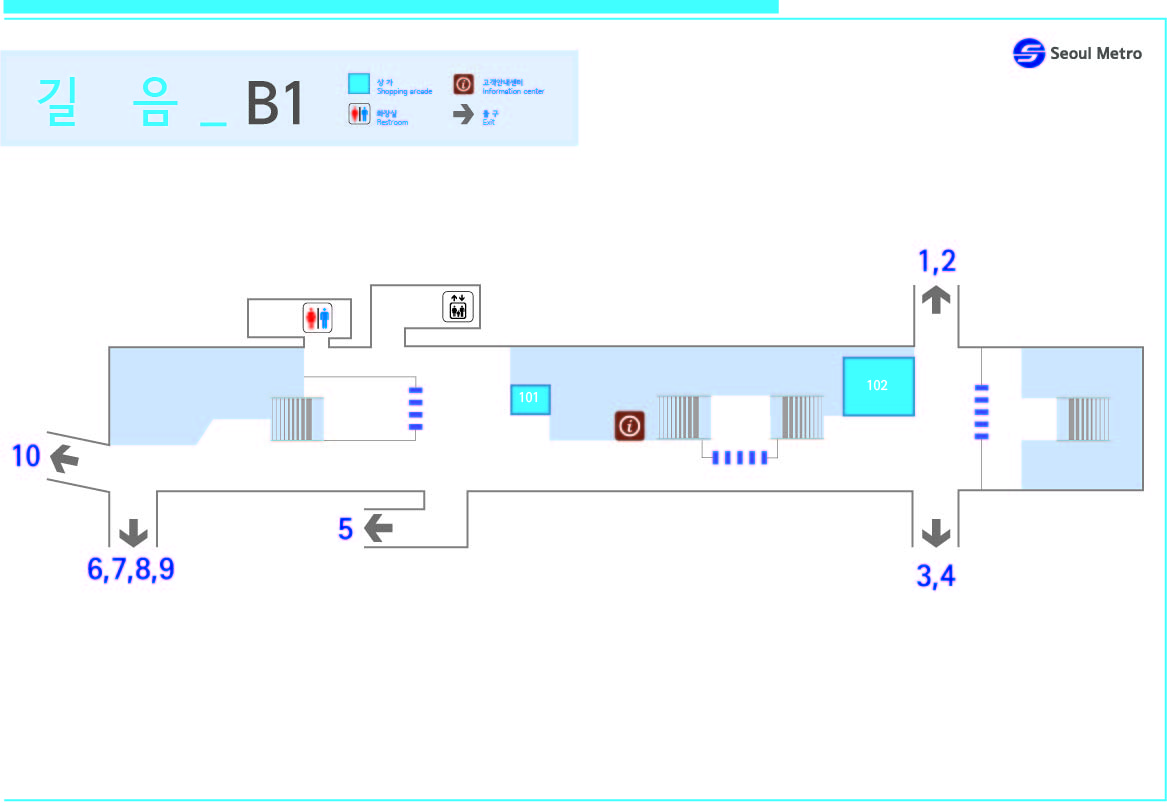 Seoul Metro
길 음 _ B1
상 가
Shopping arcade
고객안내센터
Information center
화장실
Restroom
출 구
Exit
1,2
101
102
10
5
6,7,8,9
3,4